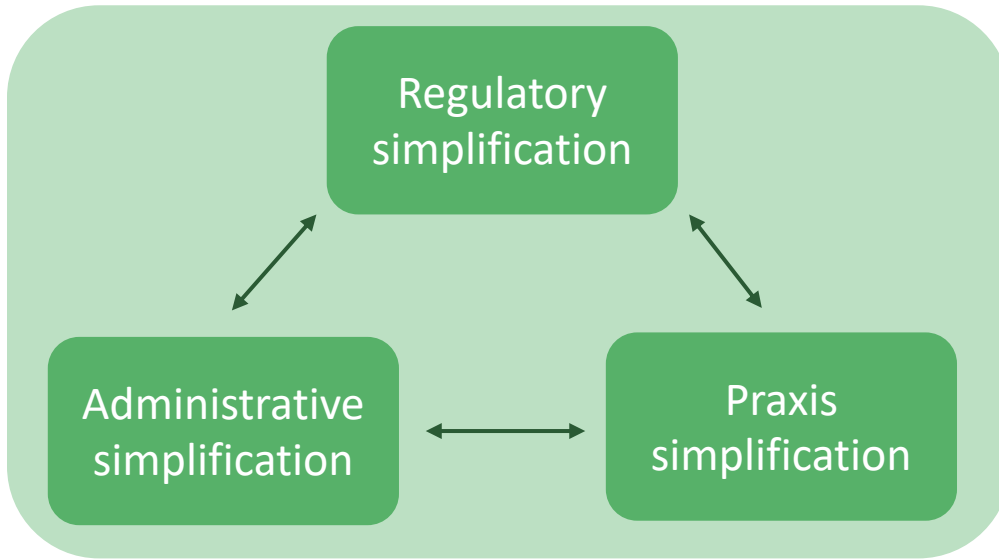 Regulatory
simplification
Administrative
simplification
Praxis
simplification